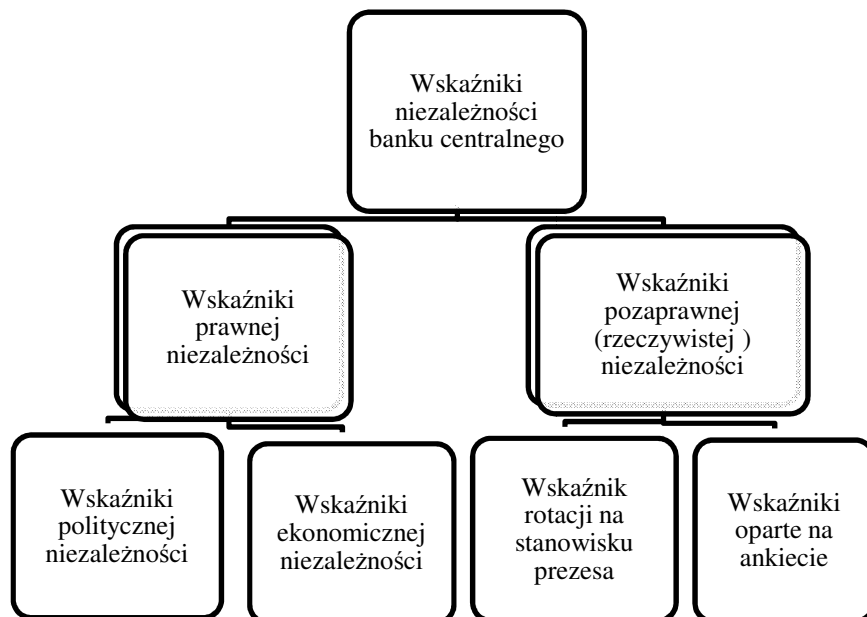 Wskaźniki
niezależności
banku centralnego
Wskaźniki
prawnej
niezależności
Wskaźniki
pozaprawnej
(rzeczywistej )
niezależności
Wskaźniki
politycznej
niezależności
Wskaźniki
ekonomicznej
niezależności
Wskaźnik
rotacji na
stanowisku
prezesa
Wskaźniki
oparte na
ankiecie